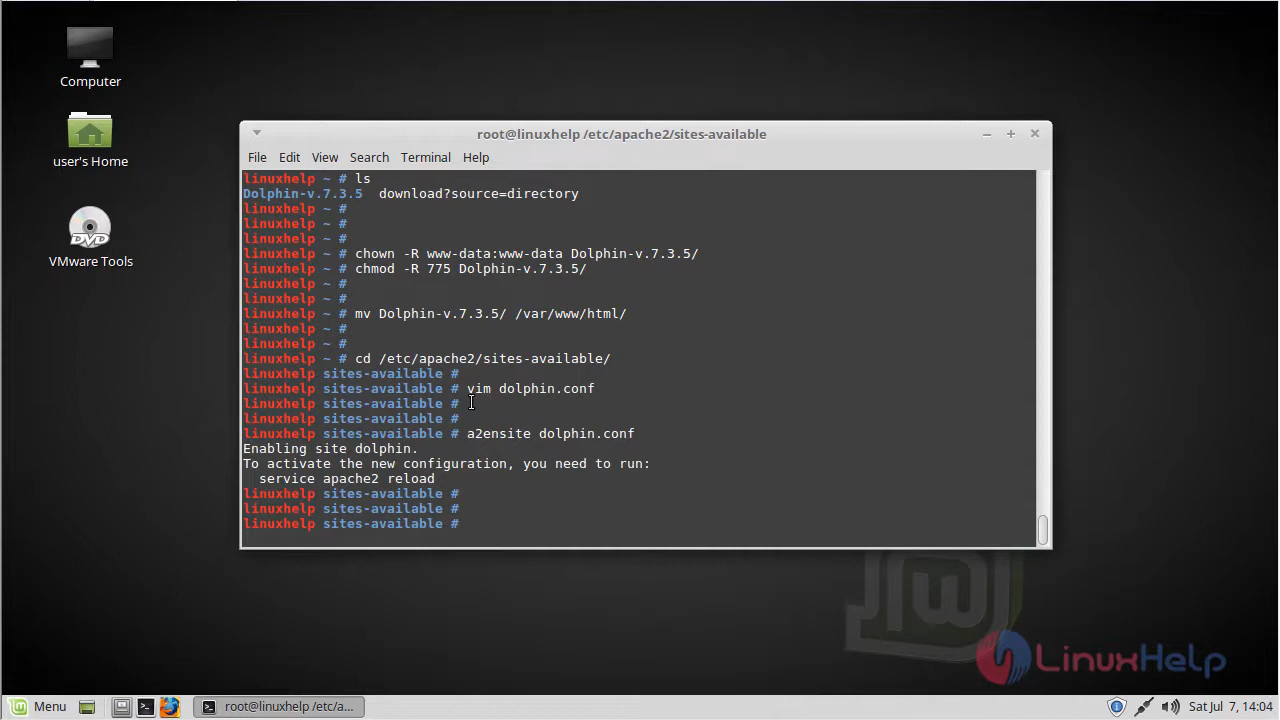 Computer
user's Home
VMware Tools
root@linuxhelp /etc/apache2/sites-available
File Edit View Search Terminal Help
linuxhelp ~ # ls
Dolphin-v.7.3.5  download?source=directory
linuxhelp ~ #
linuxhelp ~ #
linuxhelp ~ #
linuxhelp ~ # chown -R www-data:www-data Dolphin-v.7.3.5/
linuxhelp ~ # chmod -R 775 Dolphin-v.7.3.5/
linuxhelp ~ #
linuxhelp ~ #
linuxhelp ~ # mv Dolphin-v.7.3.5/ /var/www/html/
linuxhelp ~ #
linuxhelp ~ #
linuxhelp ~ # cd /etc/apache2/sites-available/
linuxhelp sites-available #
linuxhelp sites-available # vim dolphin.conf
linuxhelp sites-available #
linuxhelp sites-available #
linuxhelp sites-available # a2ensite dolphin.conf
Enabling site dolphin.
To activate the new configuration, you need to run:
  service apache2 reload
linuxhelp sites-available #
linuxhelp sites-available #
linuxhelp sites-available #
LinuxHelp
Menu
root@linuxhelp /etc/a...
Sat Jul 7, 14:04
DVD